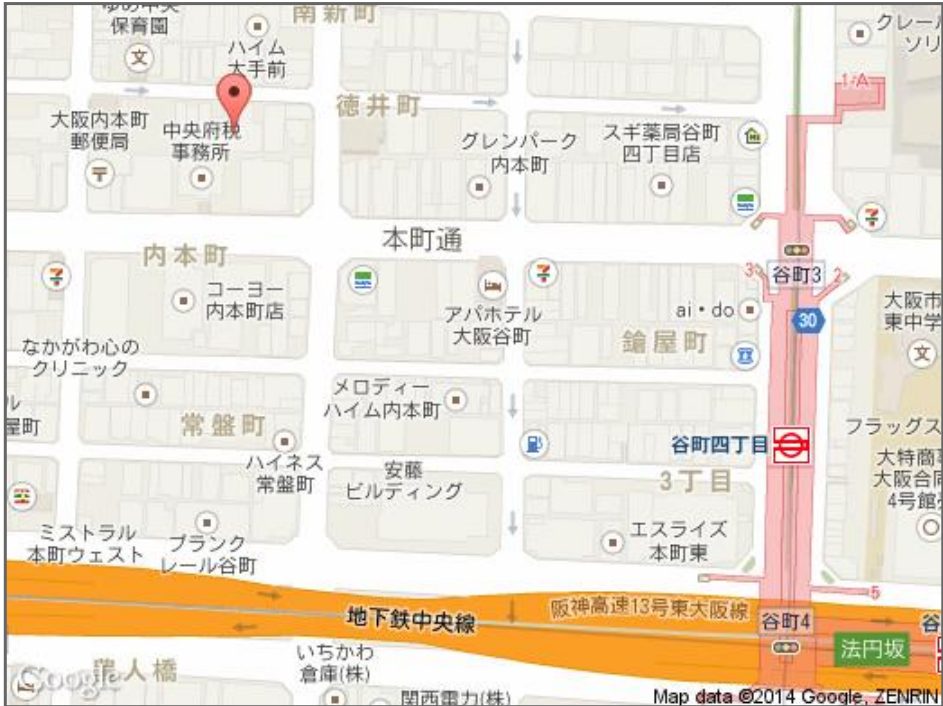 保育園
南新町
ハイム
大手前
クレー
ソリ
1/A
大阪内本町
郵便局
中央府税
事務所
徳井町
グレンパーク
内本町
スギ薬局谷町
四丁目店
本町通
内本町
谷町3
3
2
30
コーヨー
内本町店
アパホテル
大阪谷町
ai・do
大阪市
東中学
鎗屋町
なかがわ心の
クリニック
メロディー
ハイム内本町
ル
屋町
常盤町
谷町四丁目
フラッグス
ハイネス
常盤町
安藤
ビルディング
3丁目
大特商
大阪合同
4号館
ミストラル
本町ウェスト
プランク
レール谷町
エスライズ
本町東
5
地下鉄中央線
阪神高速13号東大阪線
谷町4
谷
法円坂
いちかわ
倉庫(株)
人橋
Google
関西電力(株)
Map data ©2014 Google, ZENRIN